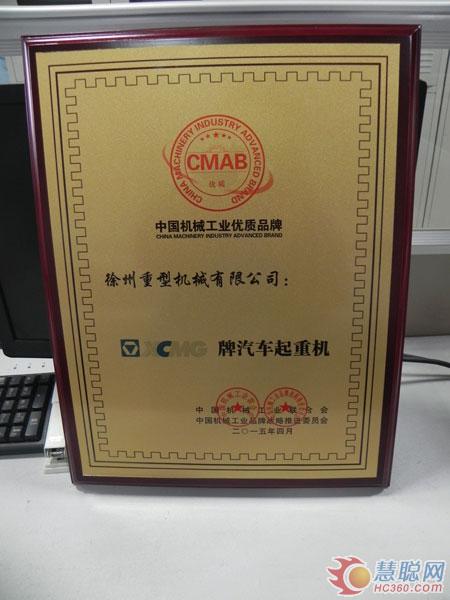 CHINA MACHINERY INDUSTRY ADVANCED BRAND
CMAB
优质
中国机械工业优质品牌
CHINA MACHINERY INDUSTRY ADVANCED BRAND
徐州重型机械有限公司：
XCMG 牌汽车起重机
中国机械工业联合会
中国机械工业品牌战略推进委员会
二〇一五年四月
慧聪网
HC360.com